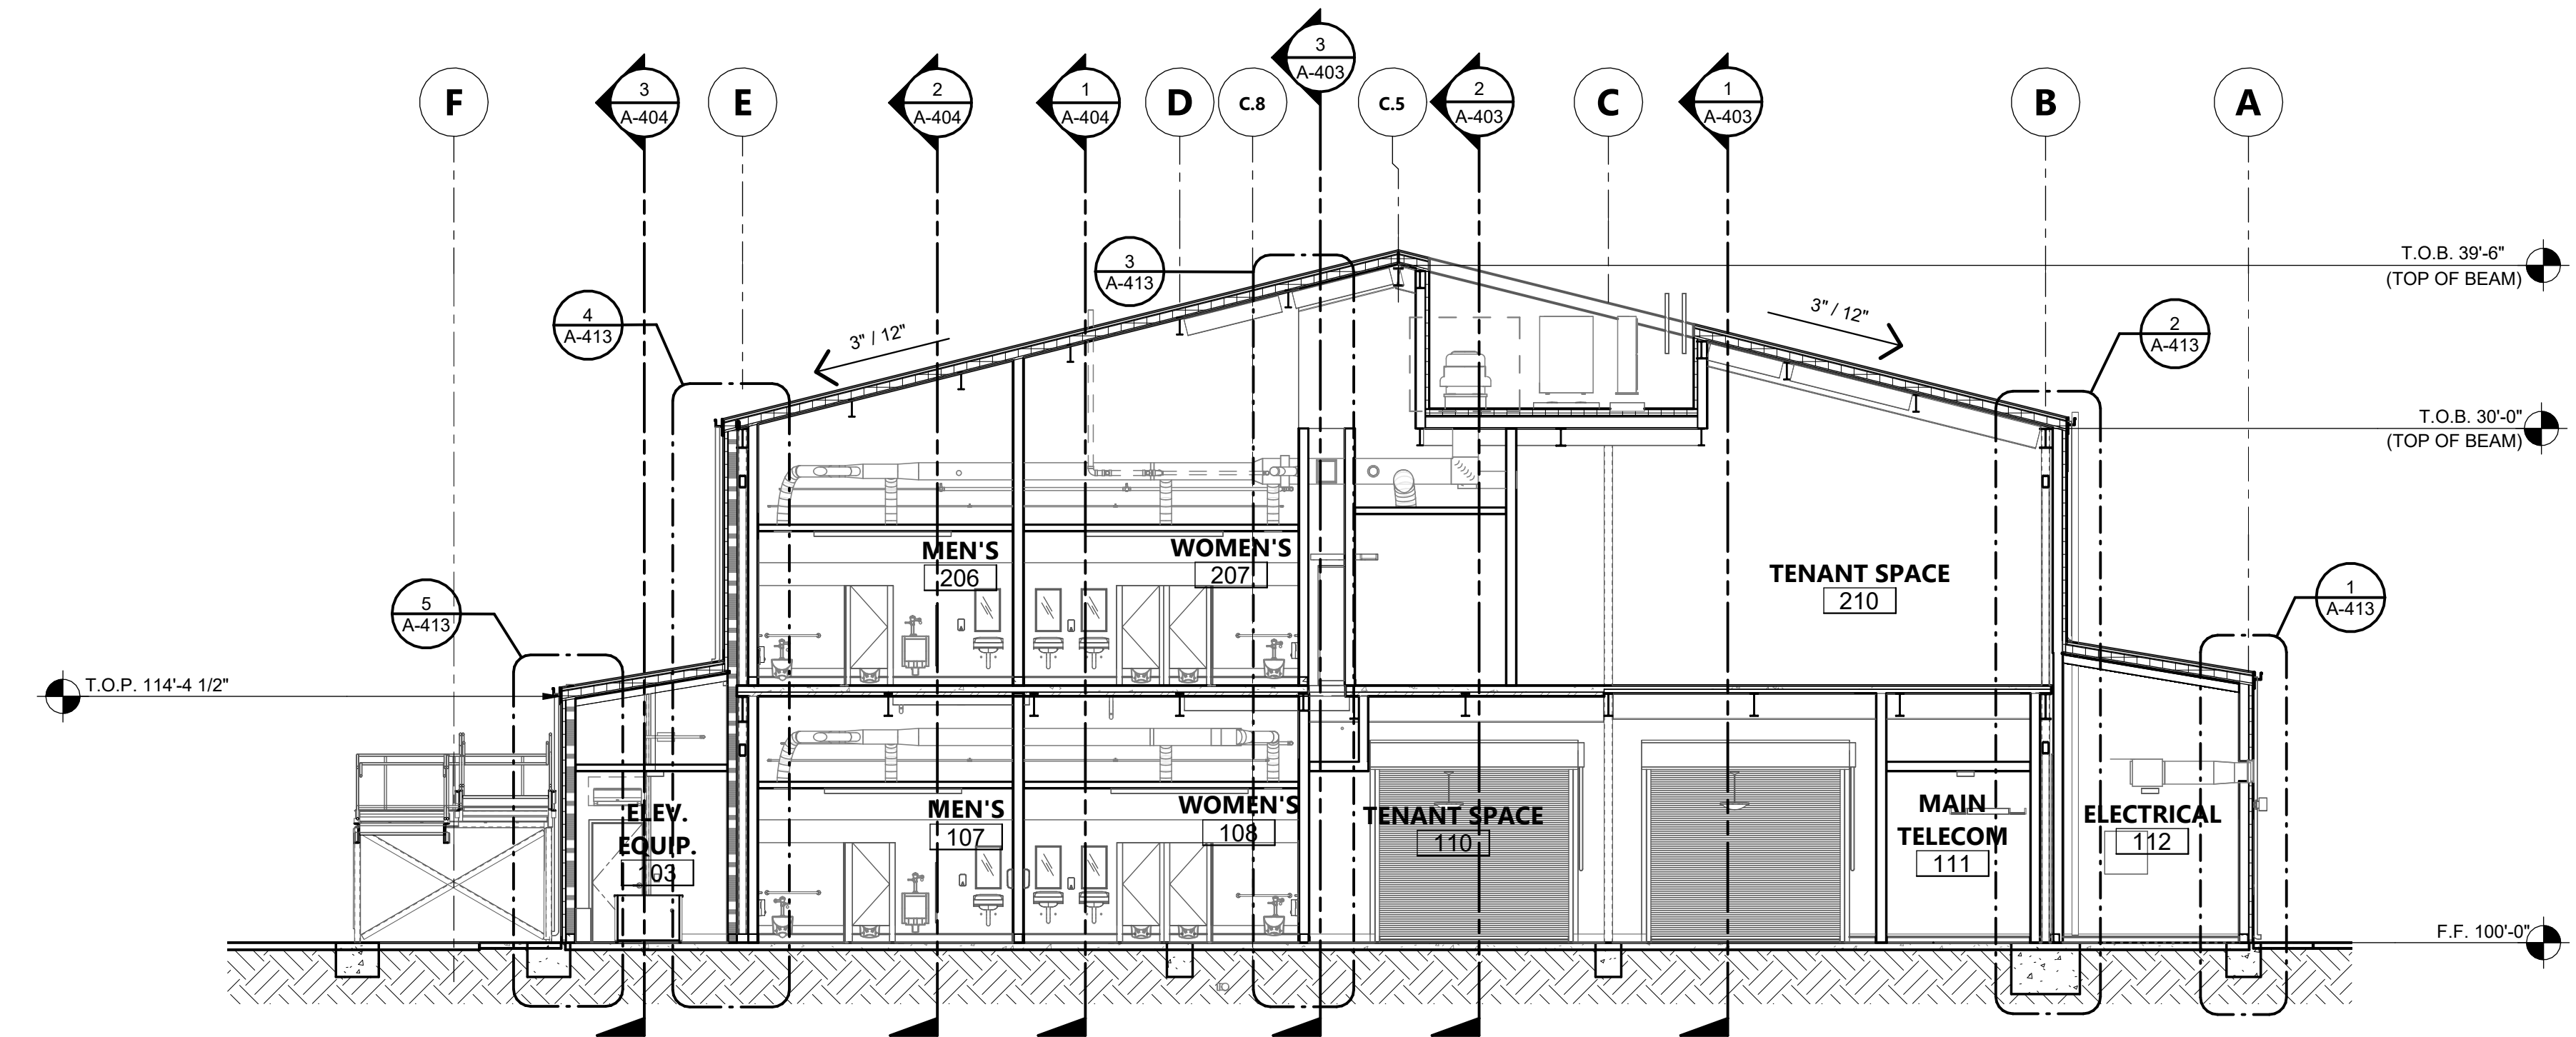 3
A-403
F
3
A-404
E
2
A-404
1
A-404
D
C.8
C.5
2
A-403
C
1
A-403
B
A
T.O.B. 39'-6"
(TOP OF BEAM)
3
A-413
4
A-413
3" / 12"
3" / 12"
2
A-413
T.O.B. 30'-0"
(TOP OF BEAM)
MEN'S
206
WOMEN'S
207
TENANT SPACE
210
5
A-413
1
A-413
T.O.P. 114'-4 1/2"
ELEV.
EQUIP.
103
MEN'S
107
WOMEN'S
108
TENANT SPACE
110
MAIN
TELECOM
111
ELECTRICAL
112
F.F. 100'-0"